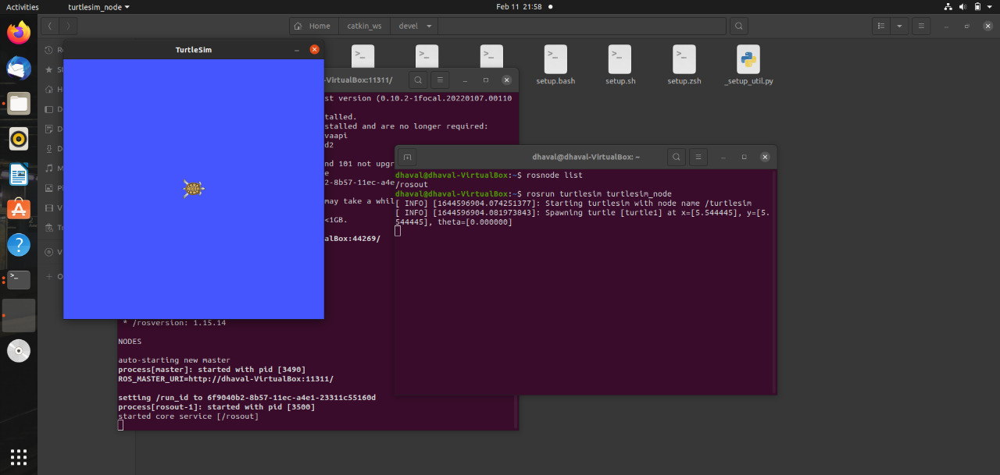 Activities
turtlesim_node
Feb 11 21:58
Home
catkin_ws
devel
TurtleSim
setup.bash
setup.sh
setup.zsh
_setup_util.py
-VirtualBox:11311/
st version (0.10.2-1focal.20220107.00110
talled.
stalled and are no longer required:
vaapi
d2
nd 101 not upgr
e
2-8b57-11ec-a4e
may take a whil
<1GB.
alBox:44269/
* /rosversion: 1.15.14
NODES
auto-starting new master
process[master]: started with pid [3490]
ROS_MASTER_URI=http://dhaval-VirtualBox:11311/
setting /run_id to 6f9040b2-8b57-11ec-a4e1-23311c55160d
process[rosout-1]: started with pid [3500]
started core service [/rosout]
dhaval@dhaval-VirtualBox: ~
dhaval@dhaval-VirtualBox:~$ rosnode list
/rosout
dhaval@dhaval-VirtualBox:~$ rosrun turtlesim turtlesim_node
[ INFO] [1644596904.074251377]: Starting turtlesim with node name /turtlesim
[ INFO] [1644596904.081973843]: Spawning turtle [turtle1] at x=[5.544445], y=[5.
544445], theta=[0.000000]